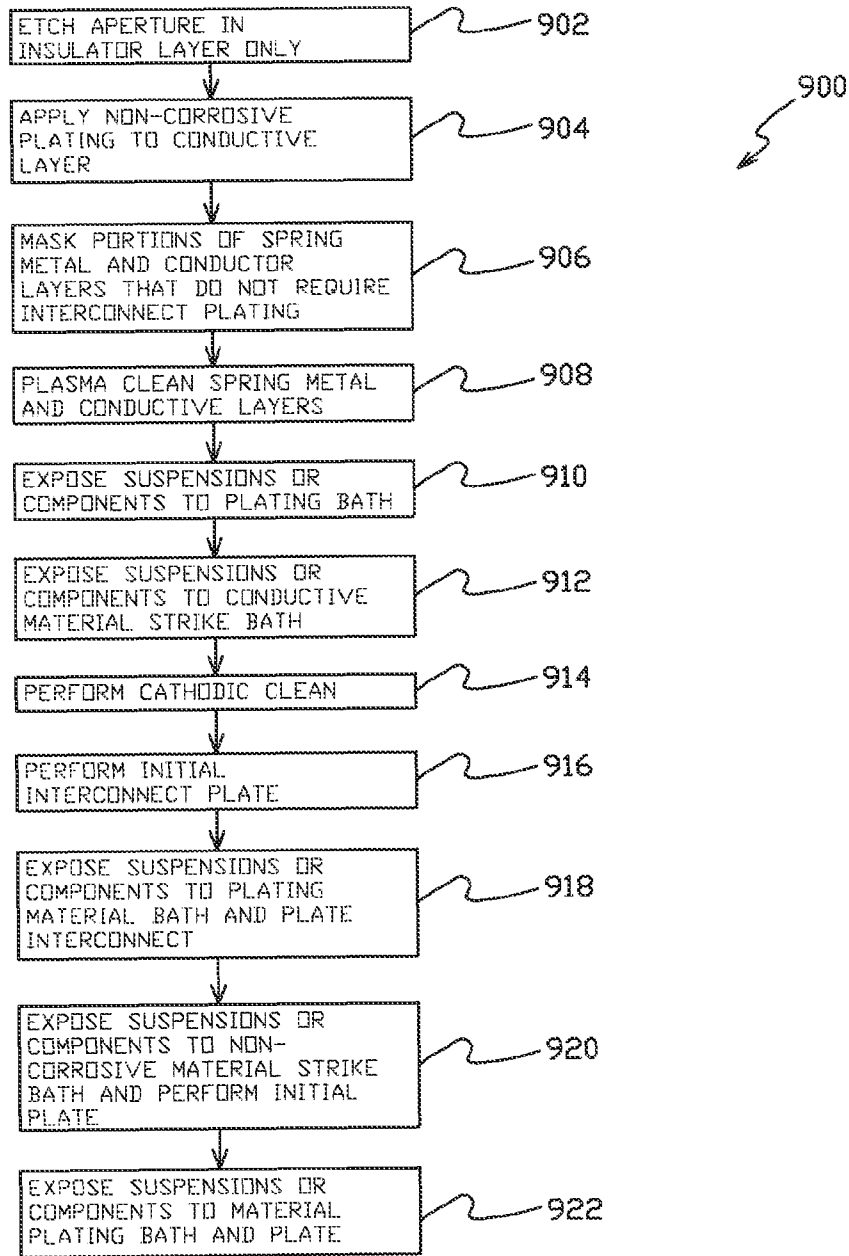 ETCH APERTURE IN
INSULATOR LAYER ONLY
902
900
APPLY NON-CORROSIVE
PLATING TO CONDUCTIVE
LAYER
904
MASK PORTIONS OF SPRING
METAL AND CONDUCTOR
LAYERS THAT DO NOT REQUIRE
INTERCONNECT PLATING
906
PLASMA CLEAN SPRING METAL
AND CONDUCTIVE LAYERS
908
EXPOSE SUSPENSIONS OR
COMPONENTS TO PLATING BATH
910
EXPOSE SUSPENSIONS OR
COMPONENTS TO CONDUCTIVE
MATERIAL STRIKE BATH
912
PERFORM CATHODIC CLEAN
914
PERFORM INITIAL
INTERCONNECT PLATE
916
EXPOSE SUSPENSIONS OR
COMPONENTS TO PLATING
MATERIAL BATH AND PLATE
INTERCONNECT
918
EXPOSE SUSPENSIONS OR
COMPONENTS TO NON-
CORROSIVE MATERIAL STRIKE
BATH AND PERFORM INITIAL
PLATE
920
EXPOSE SUSPENSIONS OR
COMPONENTS TO MATERIAL
PLATING BATH AND PLATE
922